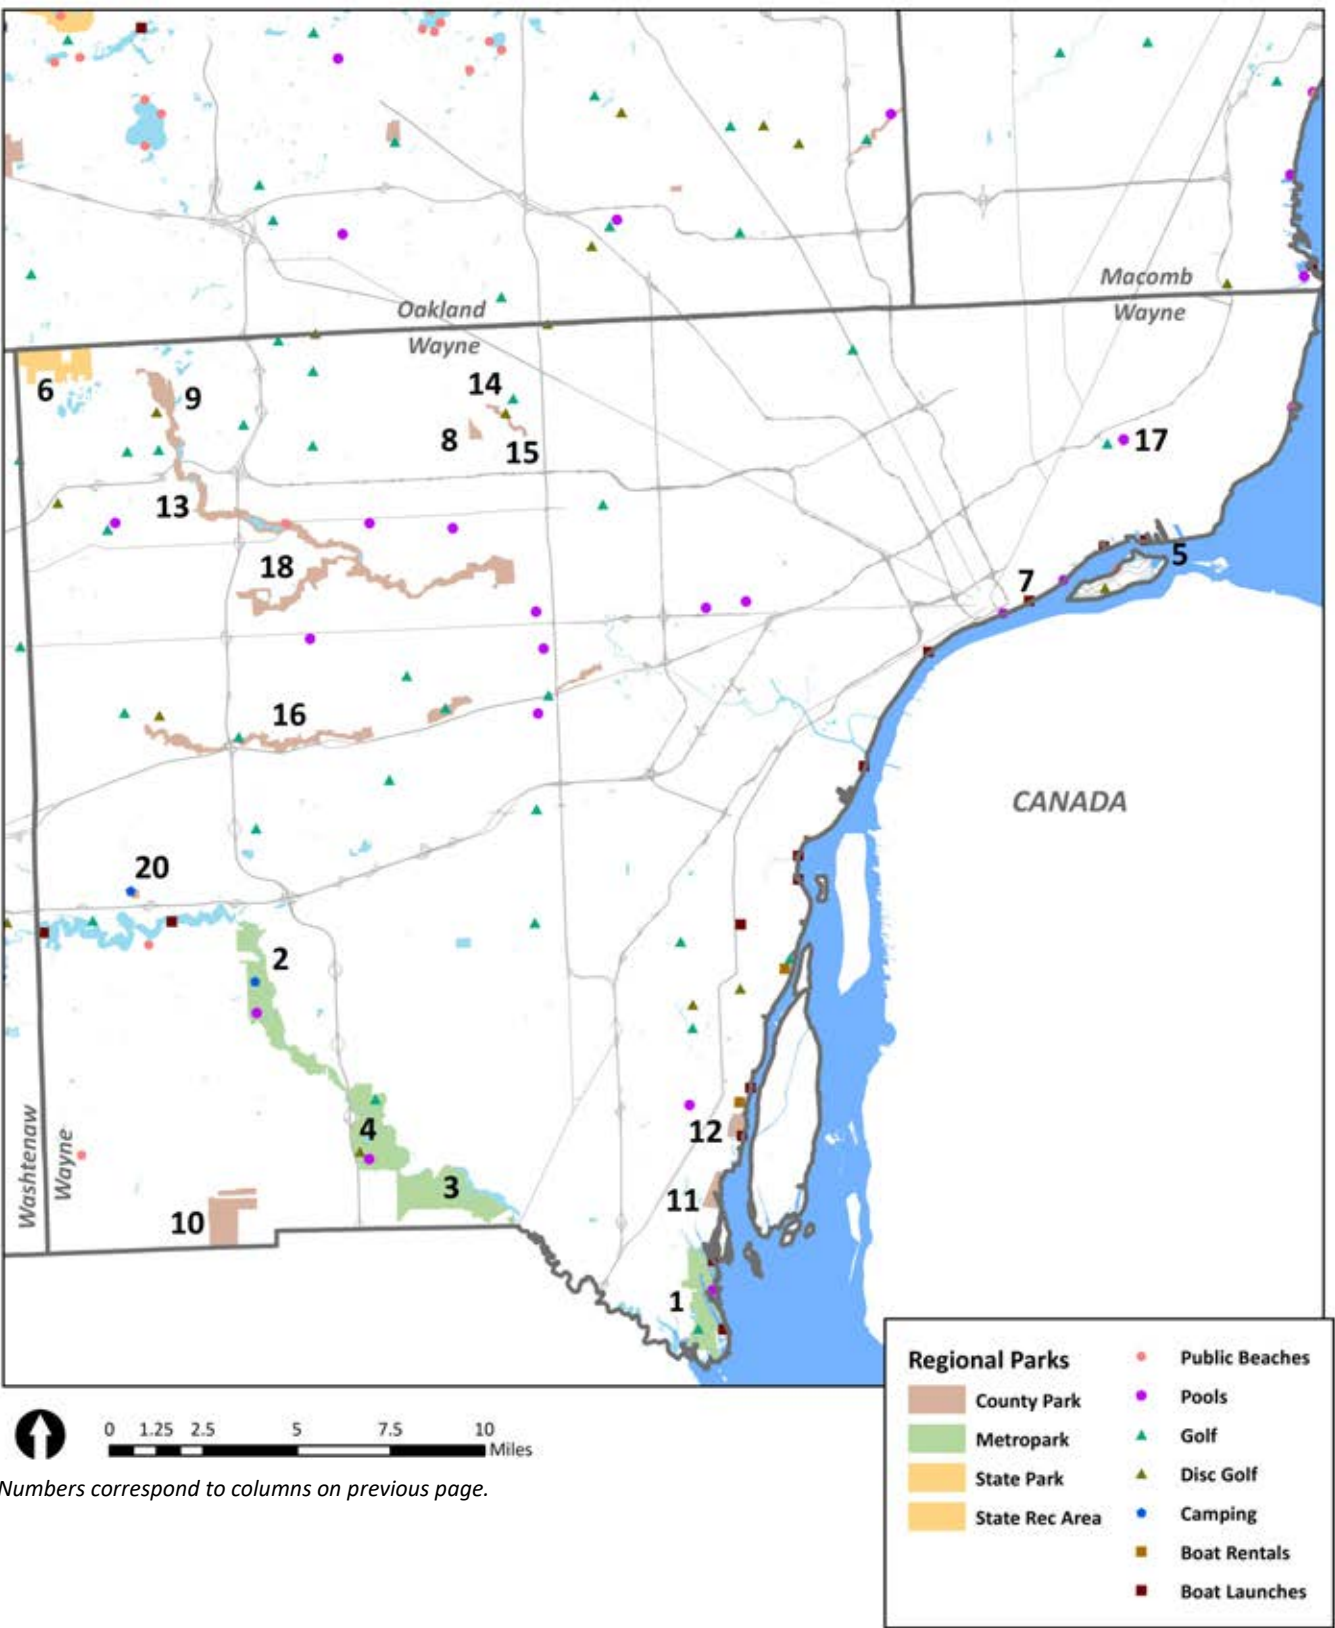 Oakland
Wayne
Macomb
Wayne
6
9
14
8
15
17
13
18
7
5
16
CANADA
20
2
4
12
Washtenaw
Wayne
3
11
10
1
Regional Parks
County Park
Metropark
State Park
State Rec Area
Public Beaches
Pools
Golf
Disc Golf
Camping
Boat Rentals
Boat Launches
0 1.25 2.5 5 7.5 10
Miles
Numbers correspond to columns on previous page.